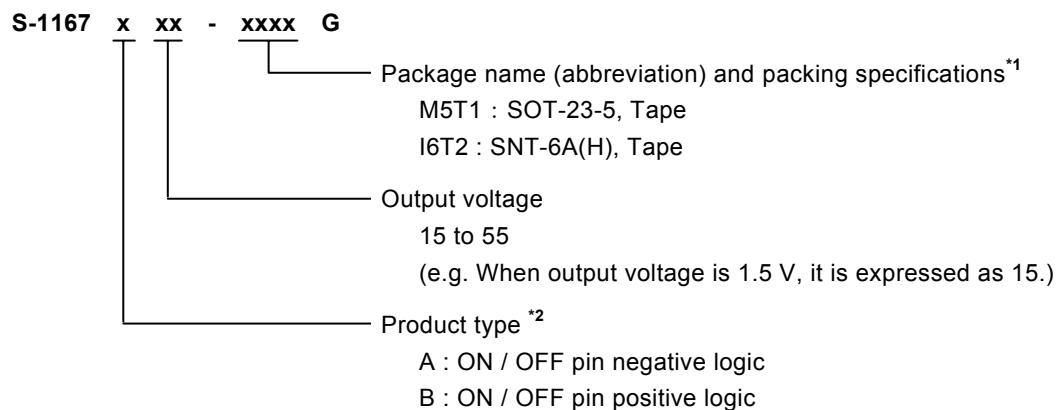 S-1167 x xx - xxxx G
Package name (abbreviation) and packing specifications*1
M5T1 : SOT-23-5, Tape
I6T2 : SNT-6A(H), Tape
Output voltage
15 to 55
(e.g. When output voltage is 1.5 V, it is expressed as 15.)
Product type *2
A : ON / OFF pin negative logic
B : ON / OFF pin positive logic